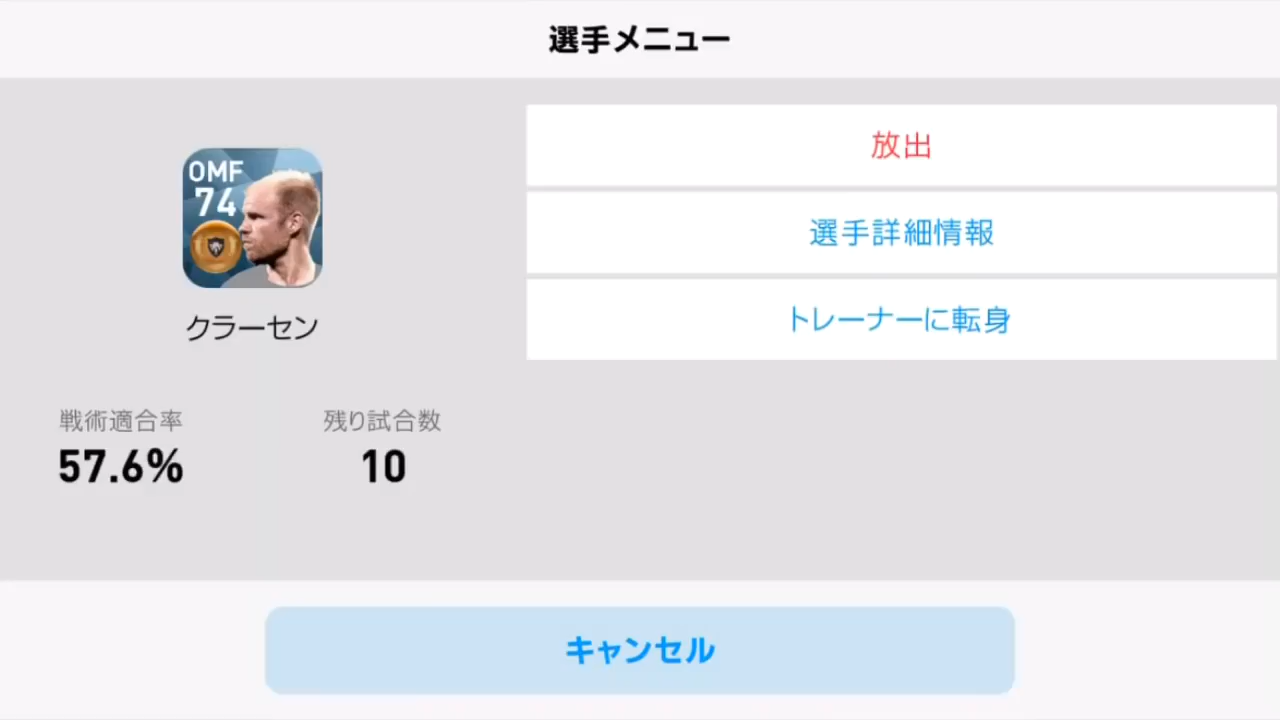 選手メニュー
OMF
74
クラーセン
戦術適合率
57.6%
残り試合数
10
放出
選手詳細情報
トレーナーに転身
キャンセル